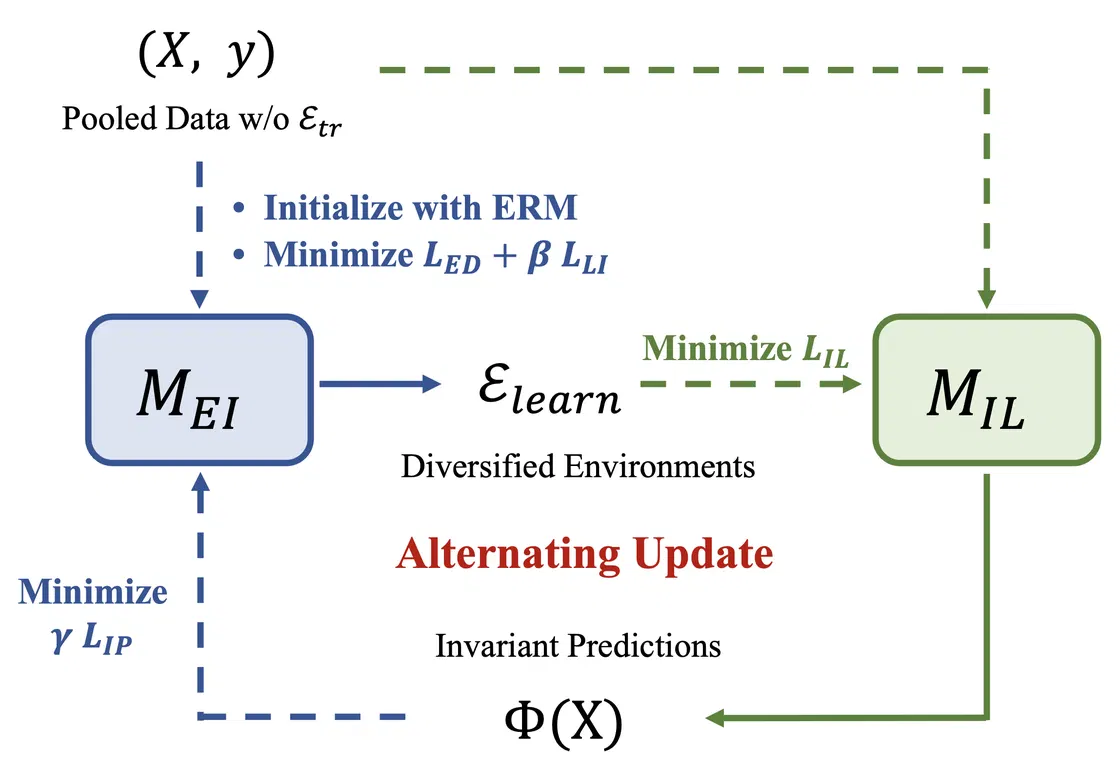 (X, y)
Pooled Data w/o ℰ_tr
• Initialize with ERM
• Minimize L_ED + β L_LI
Minimize L_IL
M_EI
ℰ_learn
M_IL
Diversified Environments
Alternating Update
Minimize
γ L_IP
Invariant Predictions
Φ(X)